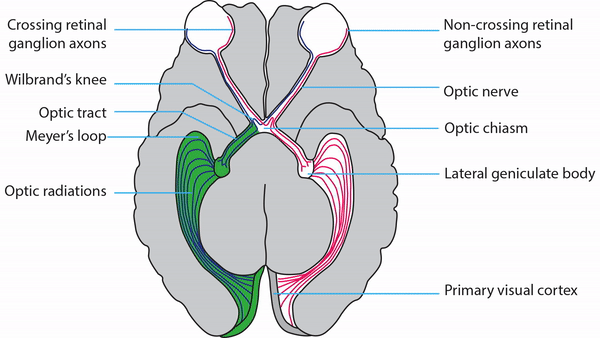 Crossing retinal
ganglion axons
Wilbrand's knee
Optic tract
Meyer's loop
Optic radiations
Non-crossing retinal
ganglion axons
Optic nerve
Optic chiasm
Lateral geniculate body
Primary visual cortex